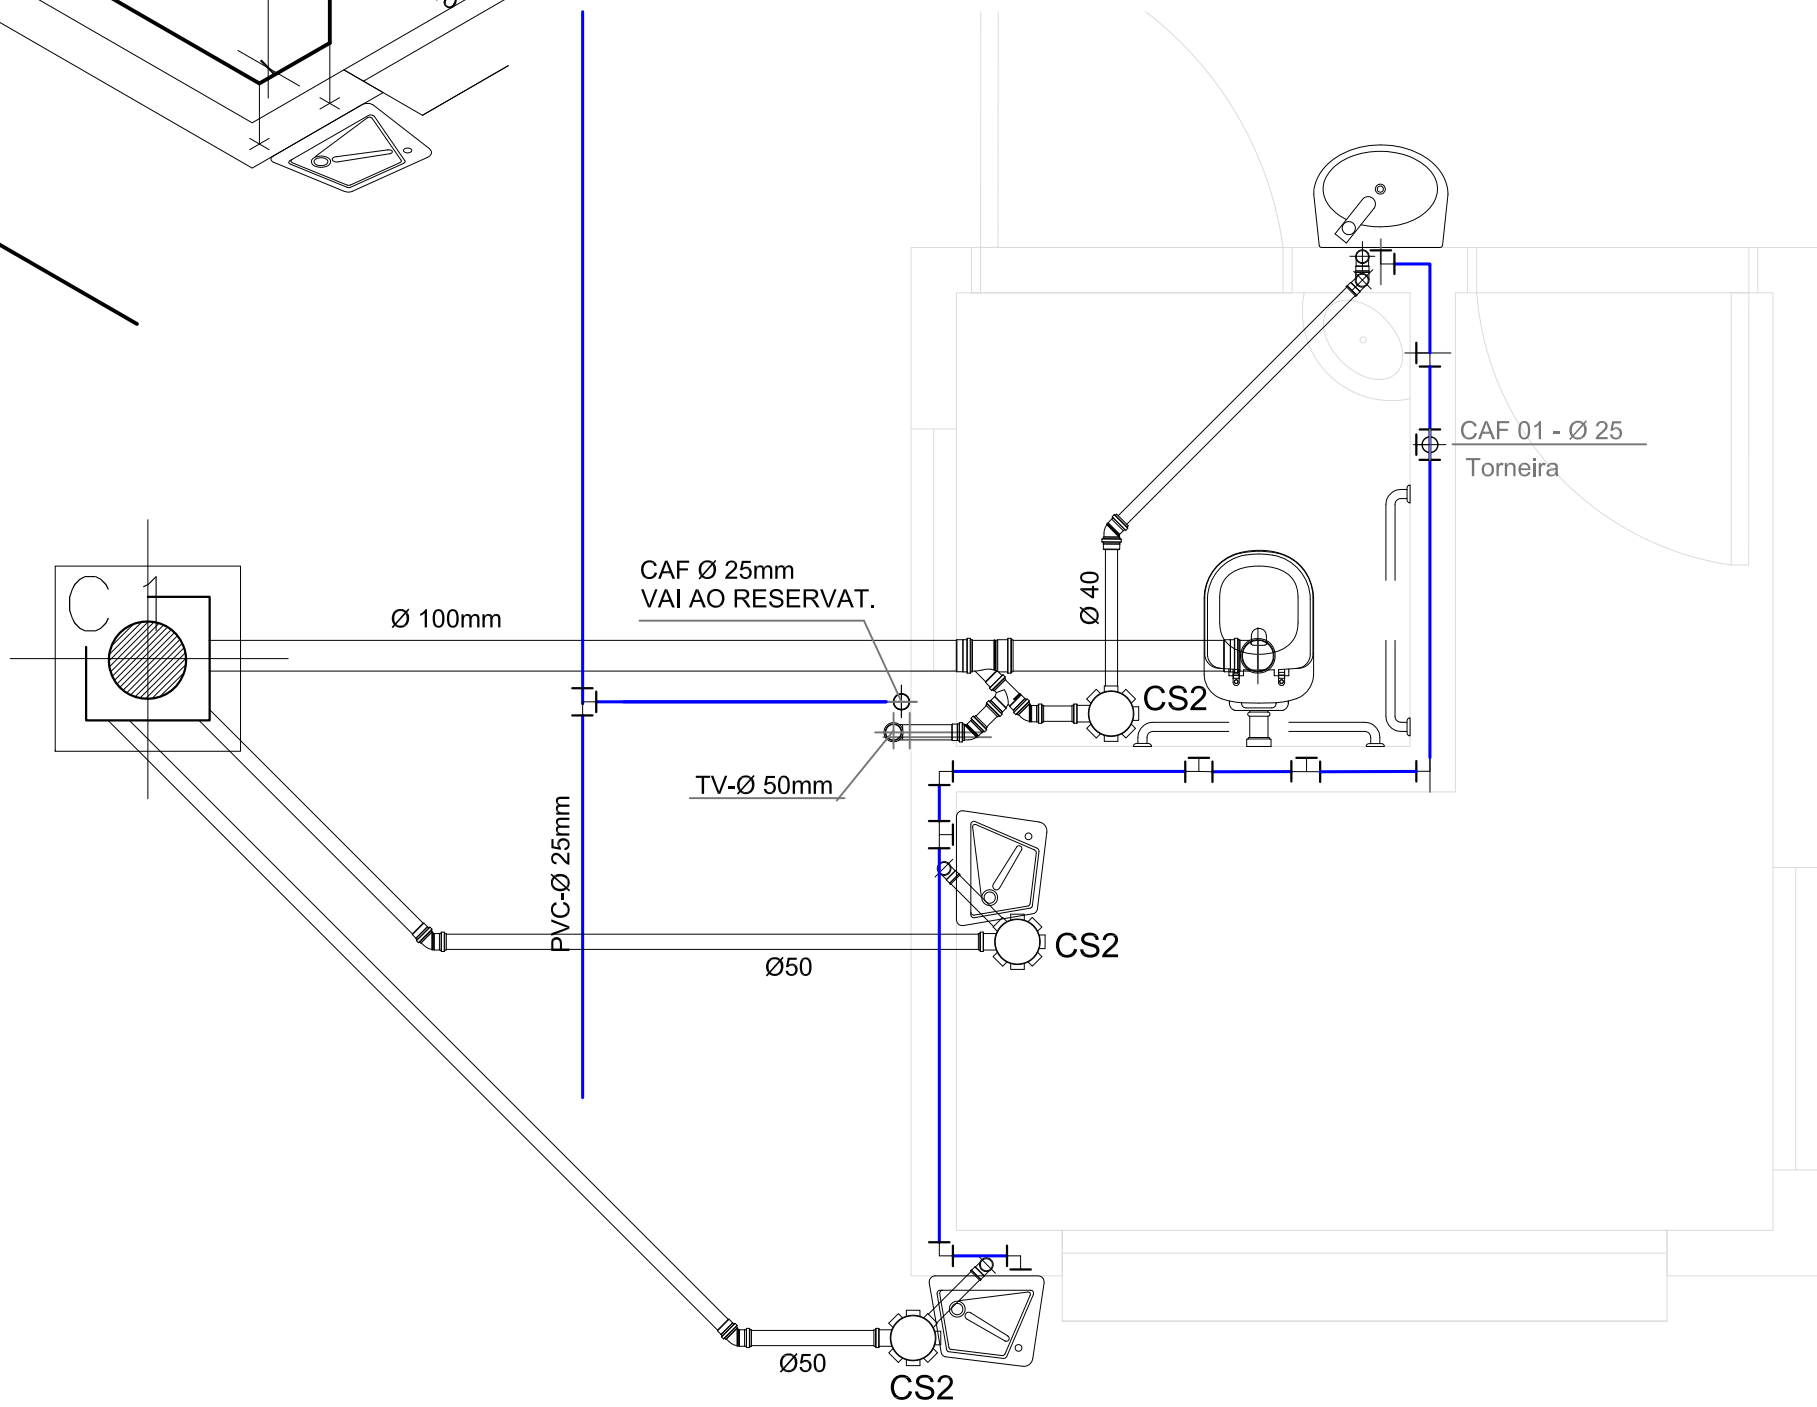 CAF 01 - Ø 25
Torneira
CAF Ø 25mm
VAI AO RESERVAT.
Ø 100mm
C 1
Ø 40
CS2
TV-Ø 50mm
PVC-Ø 25mm
CS2
Ø50
Ø50
CS2